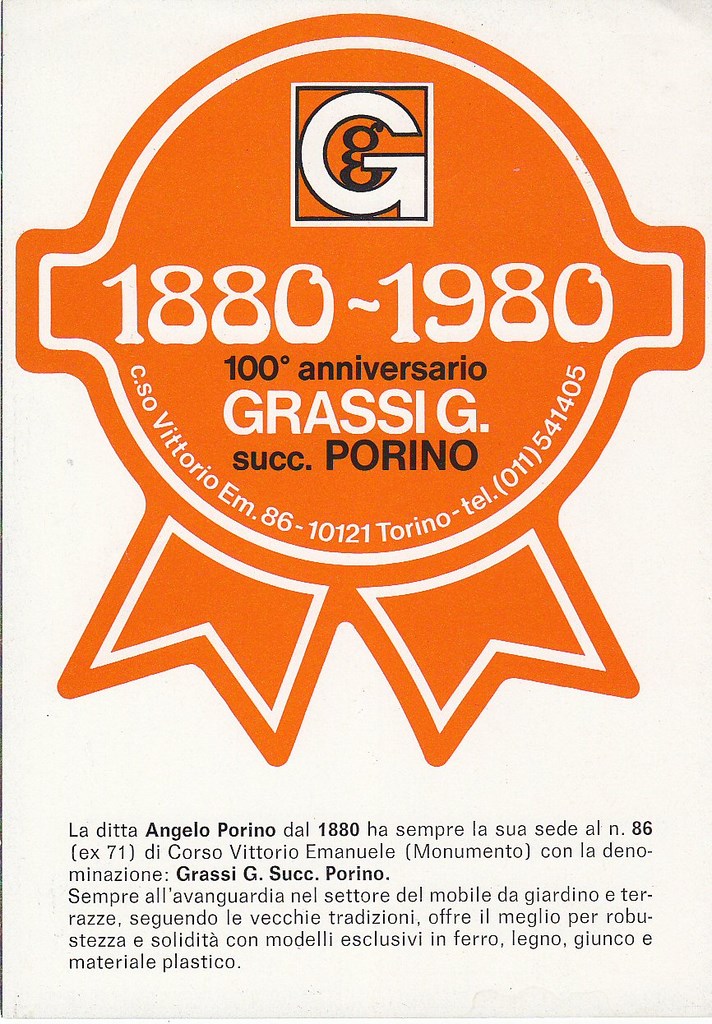 Gg
1880~1980
100° anniversario
GRASSI G.
succ. PORINO
c.so Vittorio Em. 86 - 10121 Torino - tel. (011) 541405
La ditta Angelo Porino dal 1880 ha sempre la sua sede al n. 86
(ex 71) di Corso Vittorio Emanuele (Monumento) con la deno-
minazione: Grassi G. Succ. Porino.
Sempre all'avanguardia nel settore del mobile da giardino e ter-
razze, seguendo le vecchie tradizioni, offre il meglio per robu-
stezza e solidità con modelli esclusivi in ferro, legno, giunco e
materiale plastico.